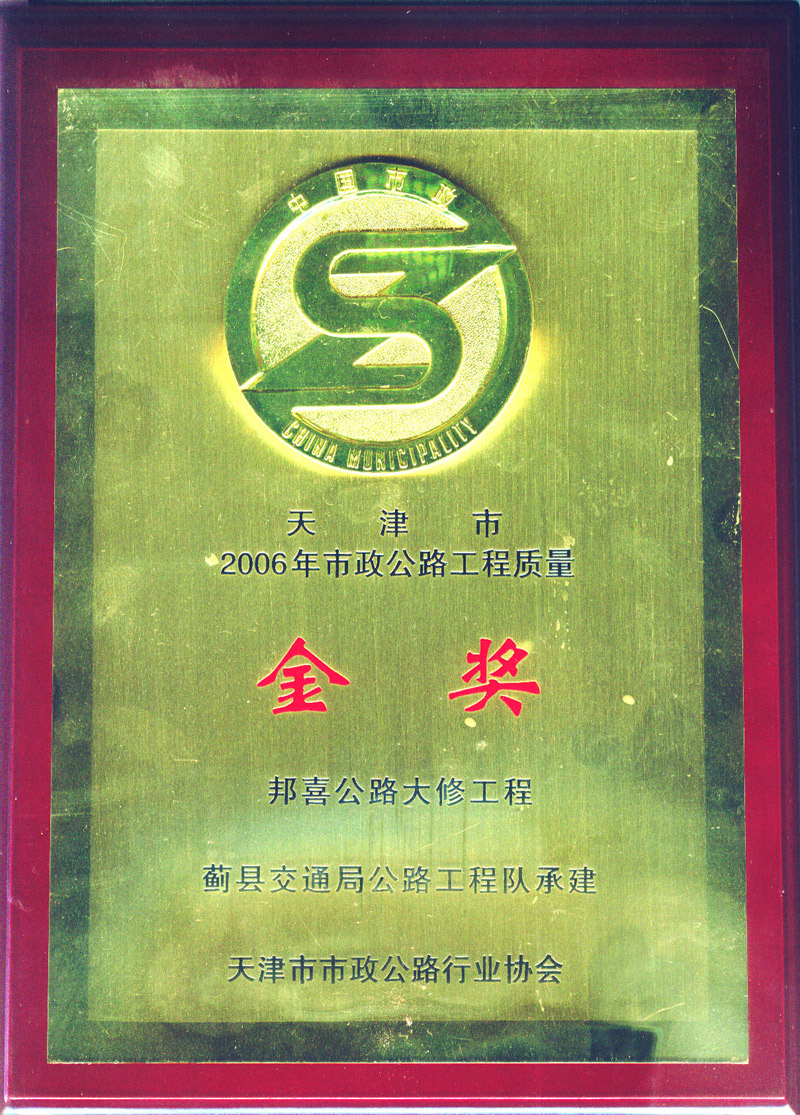 中国市政
CHINA MUNICIPALITY
天津市
2006年市政公路工程质量
金奖
邦喜公路大修工程
蓟县交通局公路工程队承建
天津市市政公路行业协会